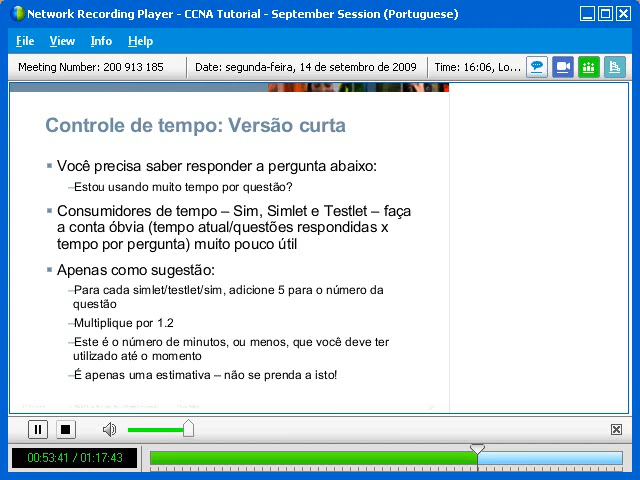 Network Recording Player - CCNA Tutorial - September Session (Portuguese)
File View Info Help
Meeting Number: 200 913 185 Date: segunda-feira, 14 de setembro de 2009 Time: 16:06, Lo...
Controle de tempo: Versão curta
Você precisa saber responder a pergunta abaixo:
–Estou usando muito tempo por questão?
Consumidores de tempo – Sim, Simlet e Testlet – faça
a conta óbvia (tempo atual/questões respondidas x
tempo por pergunta) muito pouco útil
Apenas como sugestão:
–Para cada simlet/testlet/sim, adicione 5 para o número da
questão
–Multiplique por 1.2
–Este é o número de minutos, ou menos, que você deve ter
utilizado até o momento
–É apenas uma estimativa – não se prenda a isto!
00:53:41 / 01:17:43